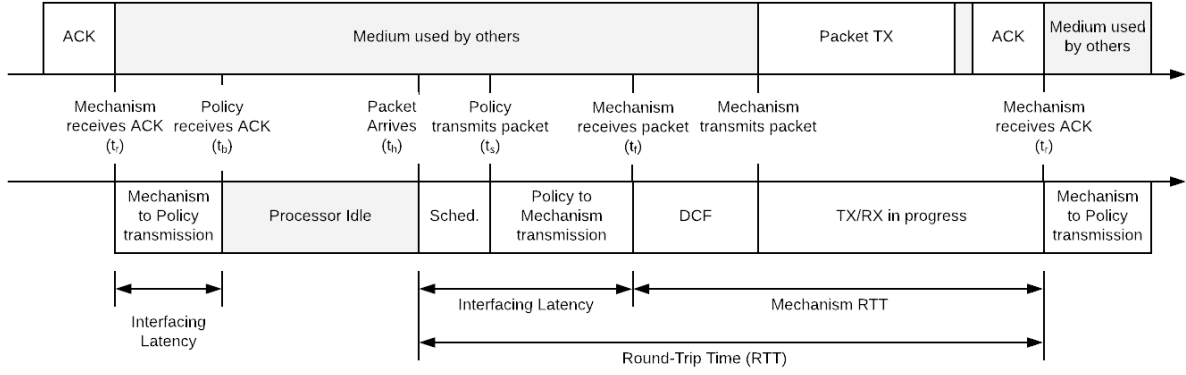 ACK
Medium used by others
Packet TX
ACK
Medium used
by others
Mechanism
receives ACK
(tr)
Policy
receives ACK
(tb)
Packet
Arrives
(th)
Policy
transmits packet
(ts)
Mechanism
receives packet
(tf)
Mechanism
transmits packet
Mechanism
receives ACK
(tr)
Mechanism
to Policy
transmission
Processor Idle
Sched.
Policy to
Mechanism
transmission
DCF
TX/RX in progress
Mechanism
to Policy
transmission
Interfacing
Latency
Interfacing Latency
Mechanism RTT
Round-Trip Time (RTT)